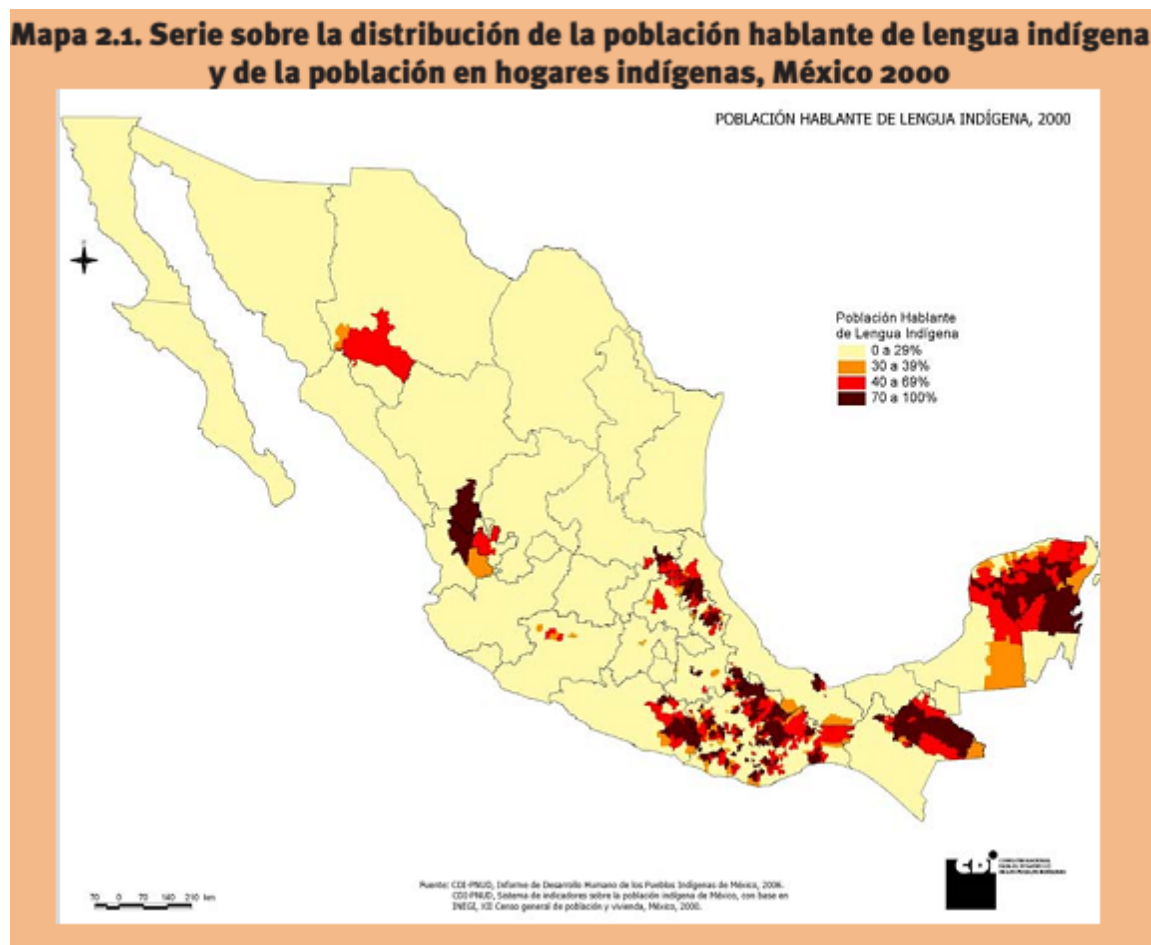 Mapa 2.1. Serie sobre la distribución de la población hablante de lengua indígena
y de la población en hogares indígenas, México 2000
POBLACIÓN HABLANTE DE LENGUA INDÍGENA, 2000
Población Hablante
de Lengua Indígena
0 a 29%
30 a 39%
40 a 69%
70 a 100%
70 0 70 140 210 km
Fuente: CDI-PNUD, Informe de Desarrollo Humano de los Pueblos Indígenas de México, 2006.
CDI-PNUD, Sistema de indicadores sobre la población indígena de México, con base en
INEGI, XII Censo general de población y vivienda, México, 2000.
CDI